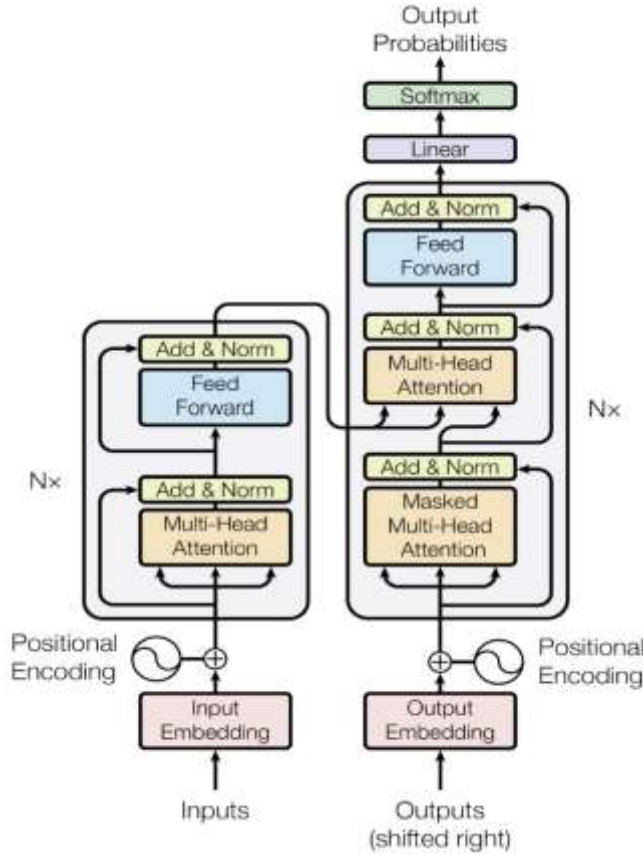 Output
Probabilities
Softmax
Linear
Add & Norm
Feed
Forward
Add & Norm
Multi-Head
Attention
Add & Norm
Masked
Multi-Head
Attention
N×
Add & Norm
Feed
Forward
Add & Norm
Multi-Head
Attention
N×
Positional
Encoding
Positional
Encoding
Input
Embedding
Output
Embedding
Inputs
Outputs
(shifted right)